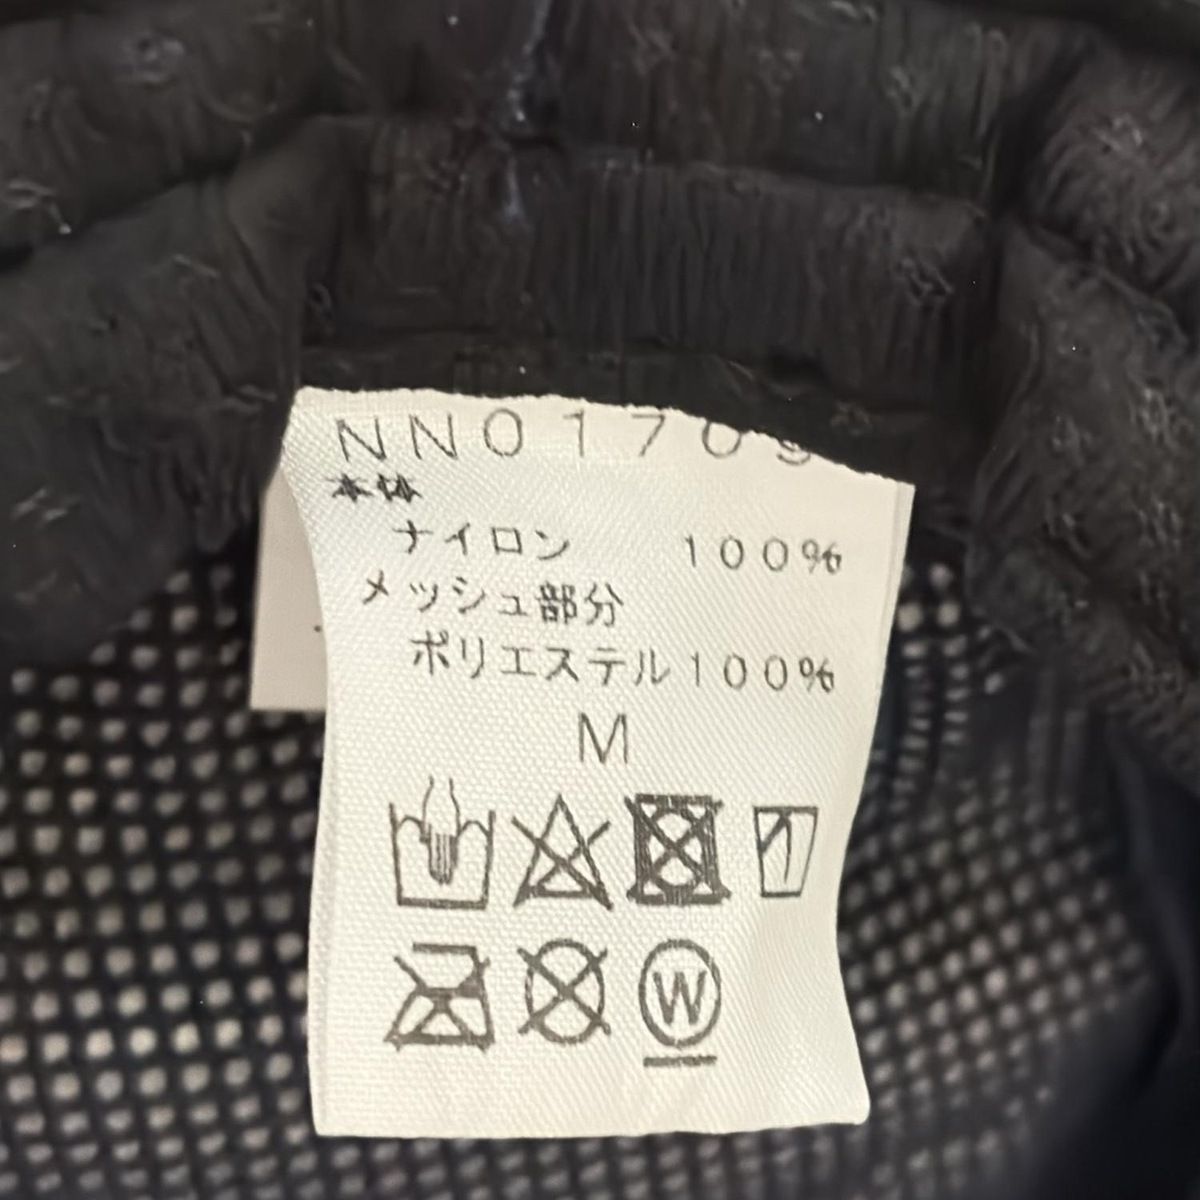 NN0170
本体
ナイロン 100%
メッシュ部分
ポリエステル100%
M
W